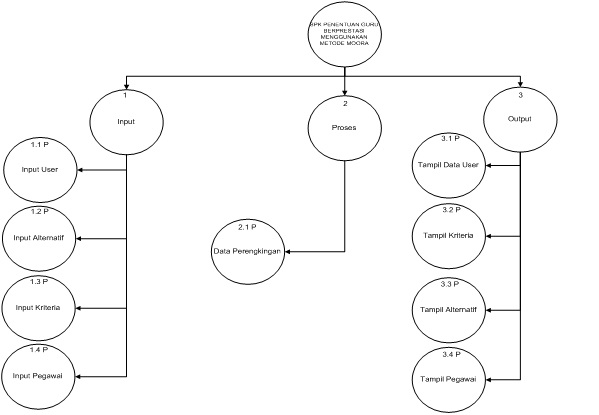 SPK PENENTUAN GURU
BERPRESTASI
MENGGUNAKAN
METODE MOORA
1
Input
2
Proses
3
Output
1.1 P
Input User
1.2 P
Input Alternatif
1.3 P
Input Kriteria
1.4 P
Input Pegawai
2.1 P
Data Perengkingan
3.1 P
Tampil Data User
3.2 P
Tampil Kriteria
3.3 P
Tampil Alternatif
3.4 P
Tampil Pegawai